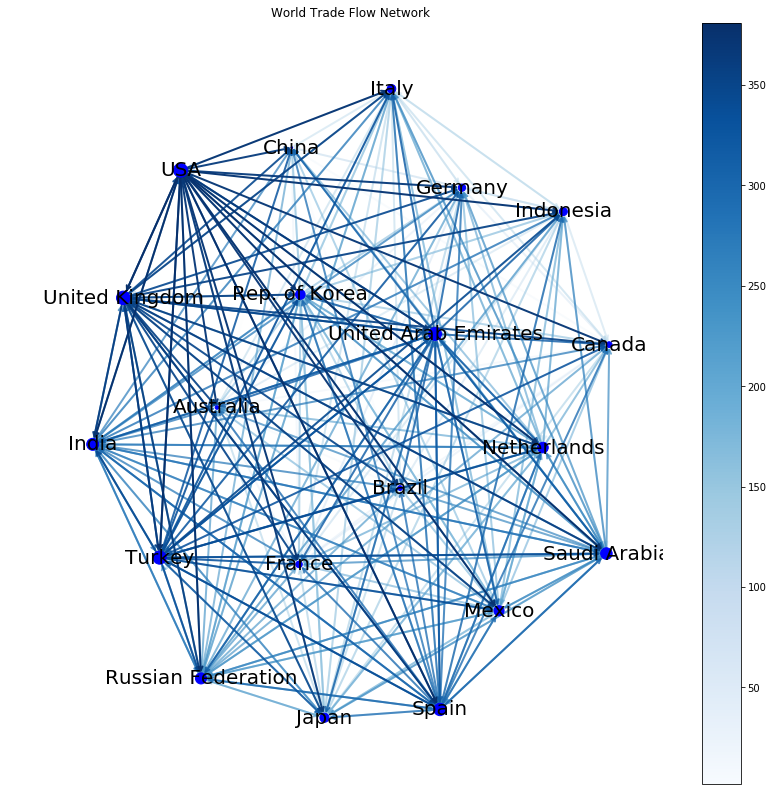 World Trade Flow Network
Italy
China
USA
Germany
Indonesia
United Kingdom
Rep. of Korea
United Arab Emirates
Canada
Australia
India
Netherlands
Brazil
Turkey
France
Saudi Arabia
Mexico
Russian Federation
Japan
Spain
350
300
250
200
150
100
50